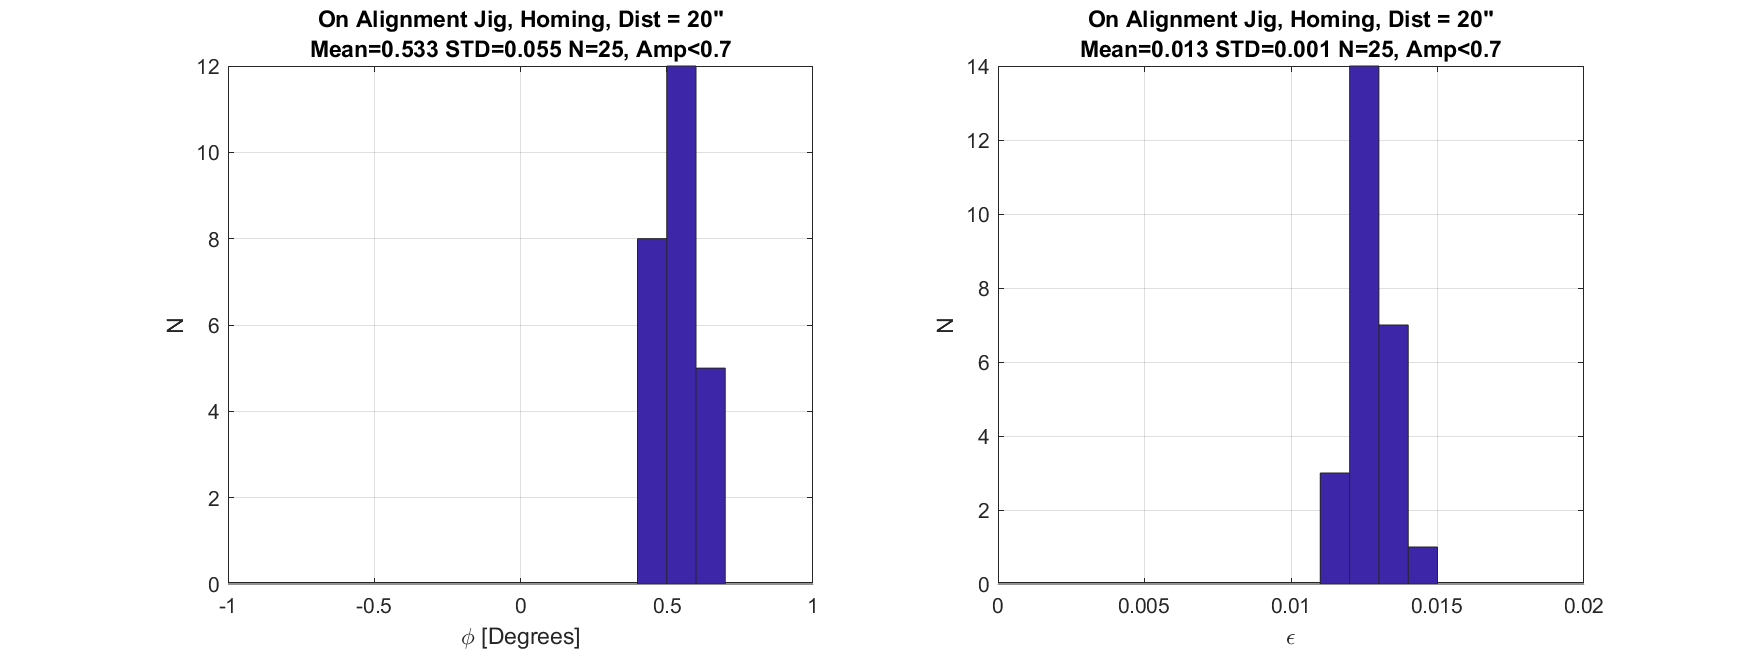 On Alignment Jig, Homing, Dist = 20"
Mean=0.533 STD=0.055 N=25, Amp<0.7
12
10
8
6
4
2
0
N
-1 -0.5 0 0.5 1
ϕ [Degrees]
On Alignment Jig, Homing, Dist = 20"
Mean=0.013 STD=0.001 N=25, Amp<0.7
14
12
10
8
6
4
2
0
N
0 0.005 0.01 0.015 0.02
ϵ